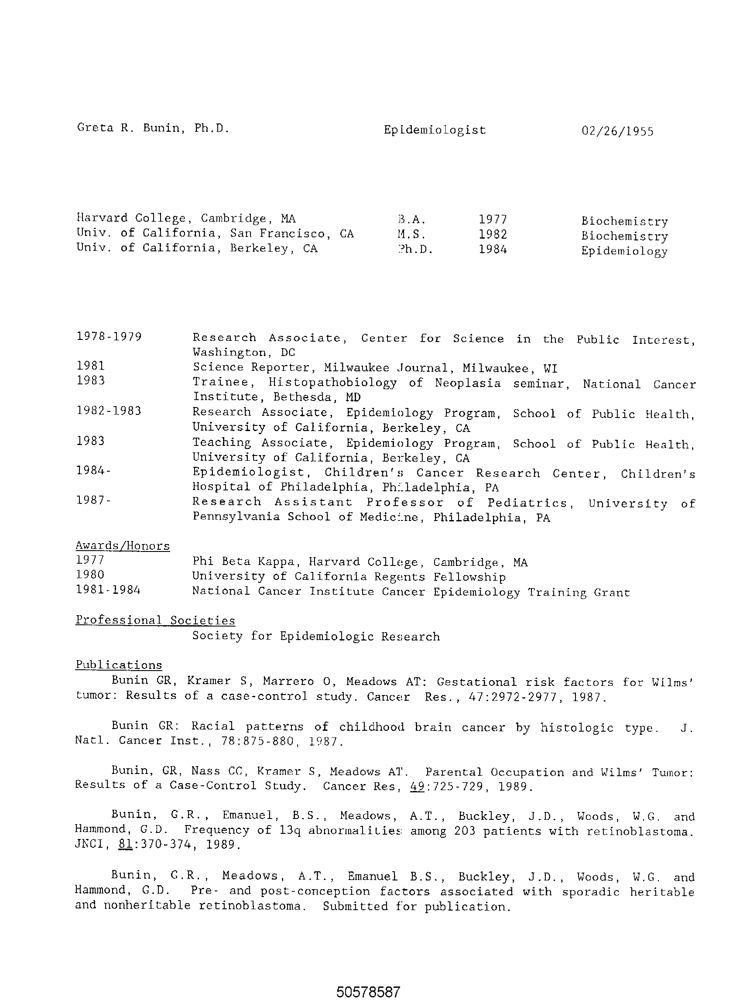 Greta R. Bunin, Ph.D. Epidemiologist 02/26/1955
Harvard College, Cambridge, MA B.A. 1977 Biochemistry
Univ. of California, San Francisco, CA M.S. 1982 Biochemistry
Univ. of California, Berkeley, CA Ph.D. 1984 Epidemiology
1978-1979 Research Associate, Center for Science in the Public Interest,
Washington, DC
1981 Science Reporter, Milwaukee Journal, Milwaukee, WI
1983 Trainee, Histopathobiology of Neoplasia seminar, National Cancer
Institute, Bethesda, MD
1982-1983 Research Associate, Epidemiology Program, School of Public Health,
University of California, Berkeley, CA
1983 Teaching Associate, Epidemiology Program, School of Public Health,
University of California, Berkeley, CA
1984- Epidemiologist, Children's Cancer Research Center, Children's
Hospital of Philadelphia, Philadelphia, PA
1987- Research Assistant Professor of Pediatrics, University of
Pennsylvania School of Medicine, Philadelphia, PA
Awards/Honors
1977 Phi Beta Kappa, Harvard College, Cambridge, MA
1980 University of California Regents Fellowship
1981-1984 National Cancer Institute Cancer Epidemiology Training Grant
Professional Societies
Society for Epidemiologic Research
Publications
Bunin GR, Kramer S, Marrero O, Meadows AT: Gestational risk factors for Wilms'
tumor: Results of a case-control study. Cancer Res., 47:2972-2977, 1987.
Bunin GR: Racial patterns of childhood brain cancer by histologic type. J.
Natl. Cancer Inst., 78:875-880, 1987.
Bunin, GR, Nass CC, Kramer S, Meadows AT. Parental Occupation and Wilms' Tumor:
Results of a Case-Control Study. Cancer Res, 49:725-729, 1989.
Bunin, G.R., Emanuel, B.S., Meadows, A.T., Buckley, J.D., Woods, W.G. and
Hammond, G.D. Frequency of 13q abnormalities among 203 patients with retinoblastoma.
JNCI, 81:370-374, 1989.
Bunin, G.R., Meadows, A.T., Emanuel B.S., Buckley, J.D., Woods, W.G. and
Hammond, G.D. Pre- and post-conception factors associated with sporadic heritable
and nonheritable retinoblastoma. Submitted for publication.
50578587